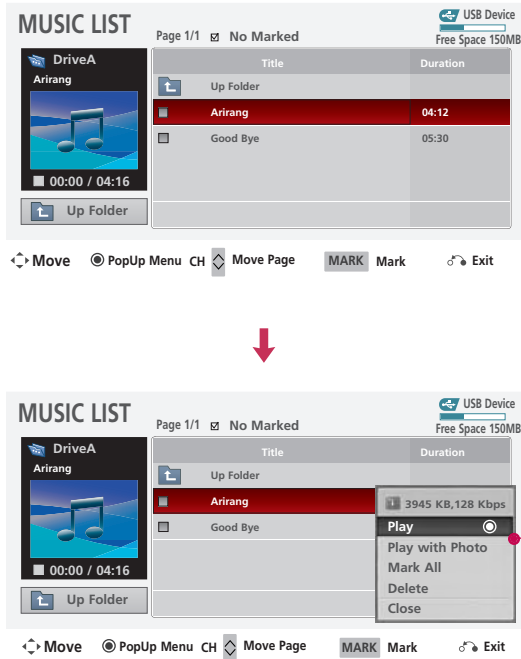 MUSIC LIST
Page 1/1 No Marked
USB Device
Free Space 150MB
DriveA
Arirang
00:00 / 04:16
Up Folder
Title Duration
Up Folder
Arirang 04:12
Good Bye 05:30
Move PopUp Menu CH Move Page MARK Mark Exit
MUSIC LIST
Page 1/1 No Marked
USB Device
Free Space 150MB
DriveA
Arirang
00:00 / 04:16
Up Folder
Title Duration
Up Folder
Arirang
Good Bye
3945 KB,128 Kbps
Play
Play with Photo
Mark All
Delete
Close
Move PopUp Menu CH Move Page MARK Mark Exit